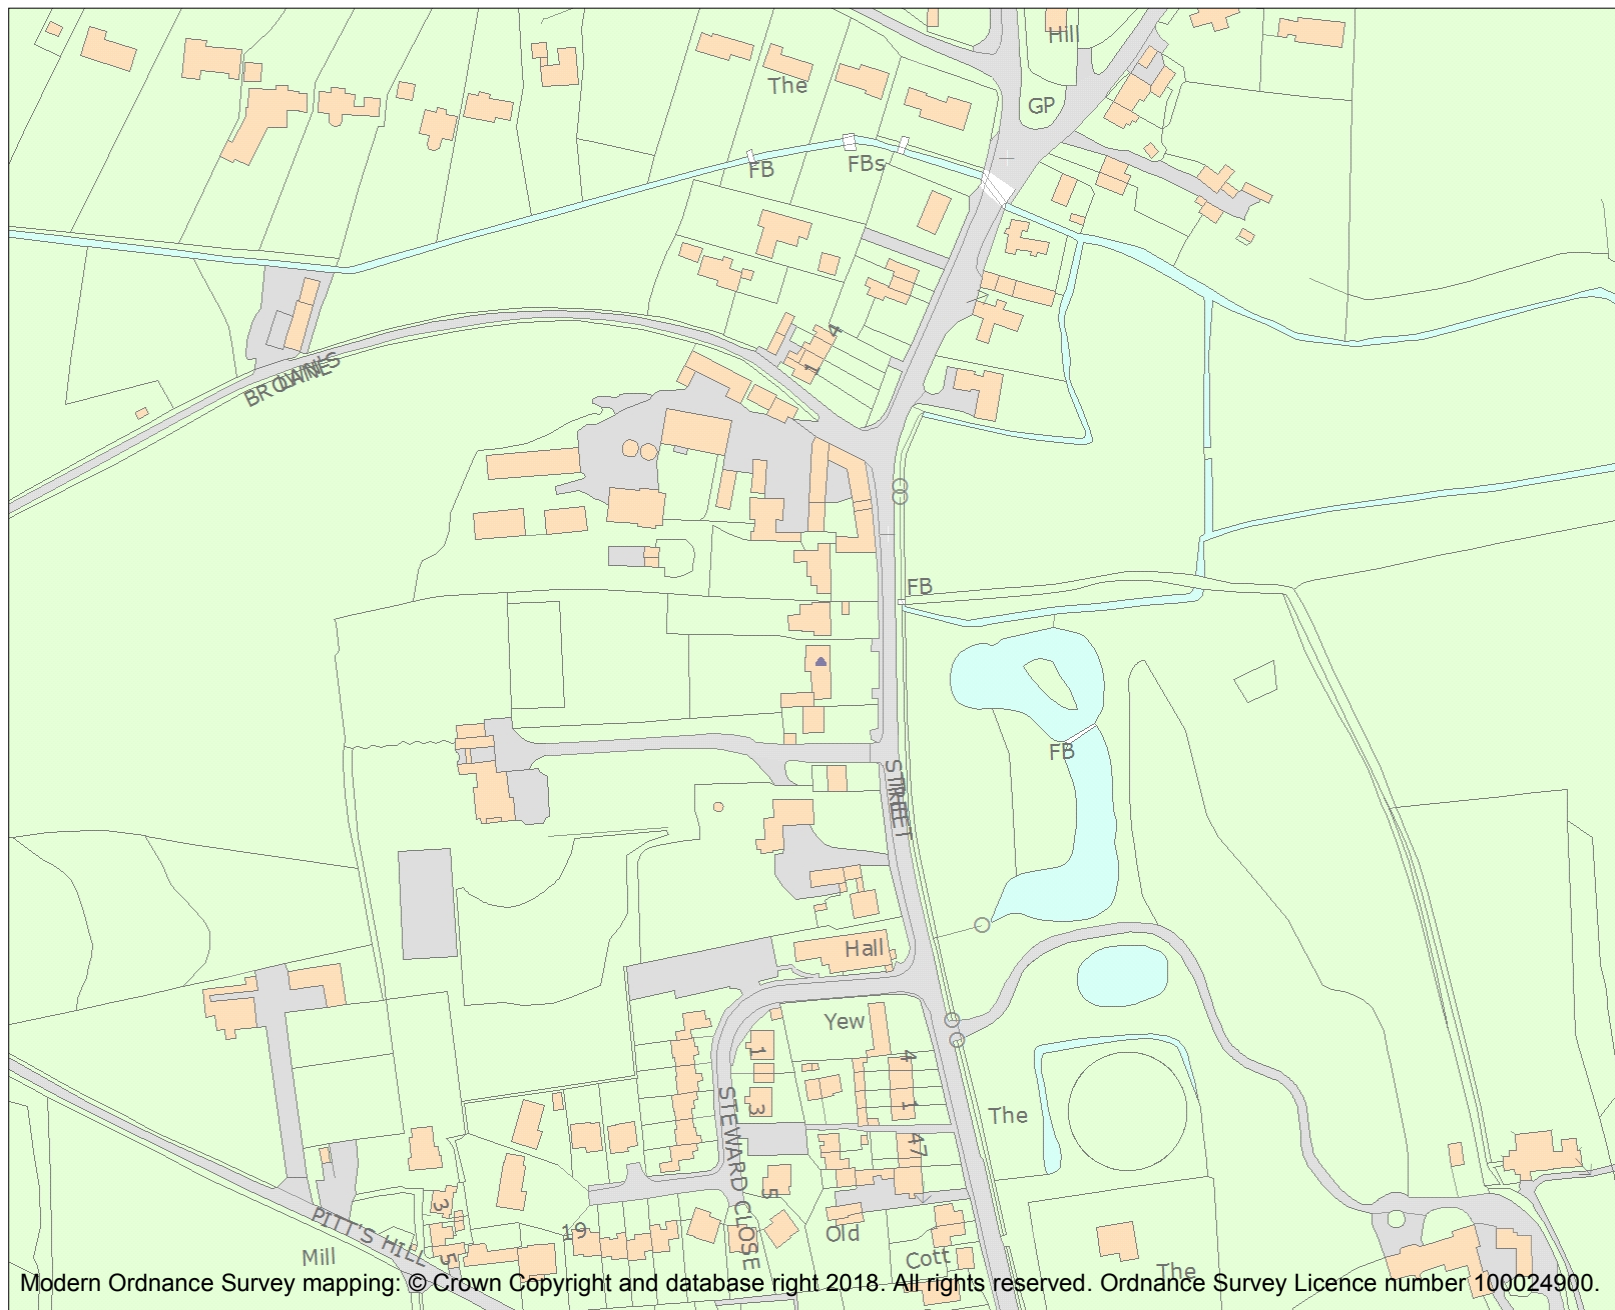 Hill
The
GP
FB
FBs
4
1
BROWN'S
LANE
FB
FB
STREET
THE
Hall
Yew
1
4
3
1
The
STEWARD CLOSE
47
5
3
19
PITT'S HILL
Mill
5
Old
Cott
The
Modern Ordnance Survey mapping: © Crown Copyright and database right 2018. All rights reserved. Ordnance Survey Licence number 100024900.